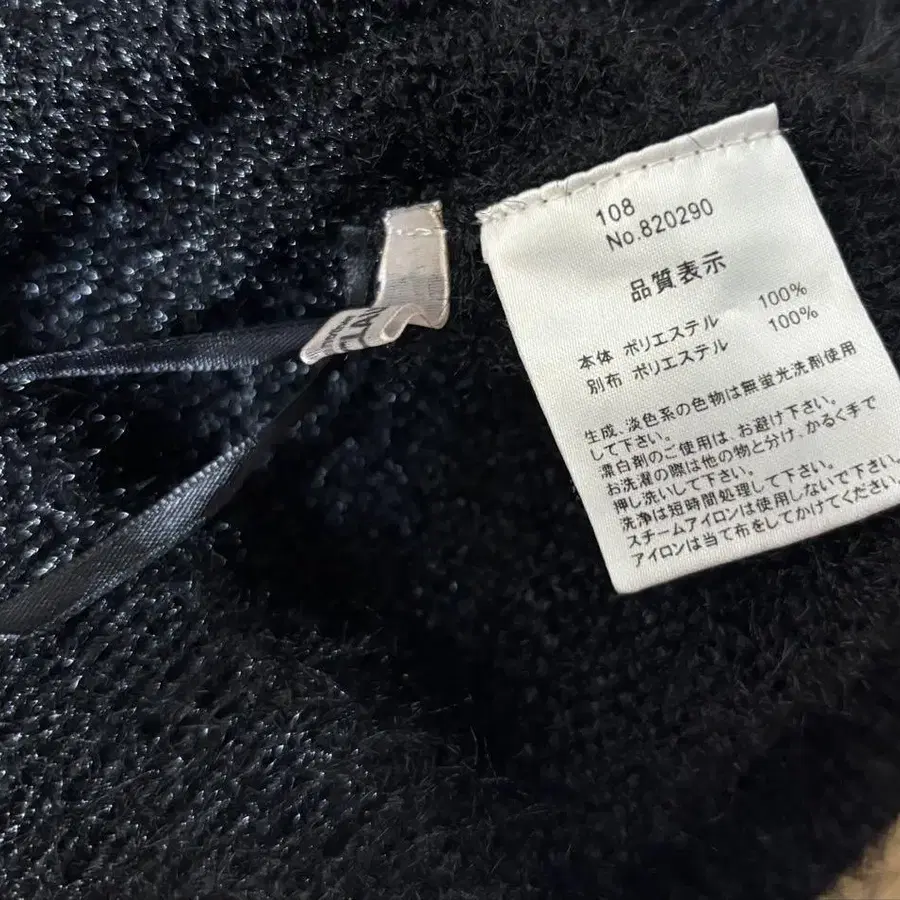 108
No.820290
品質表示
本体 ポリエステル 100%
別布 ポリエステル 100%
生成、淡色系の色物は無蛍光洗剤使用
して下さい。
漂白剤のご使用は、お避け下さい。
お洗濯の際は他の物と分け、かるく手で
押し洗いして下さい。
洗浄は短時間処理して下さい。
スチームアイロンは使用しないで下さい。
アイロンは当て布をしてかけてください。